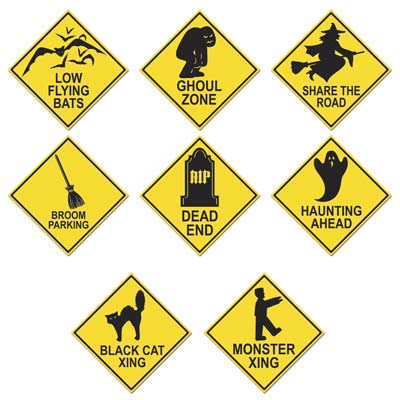 LOW
FLYING
BATS
GHOUL
ZONE
SHARE THE
ROAD
BROOM
PARKING
RIP
DEAD
END
HAUNTING
AHEAD
BLACK CAT
XING
MONSTER
XING